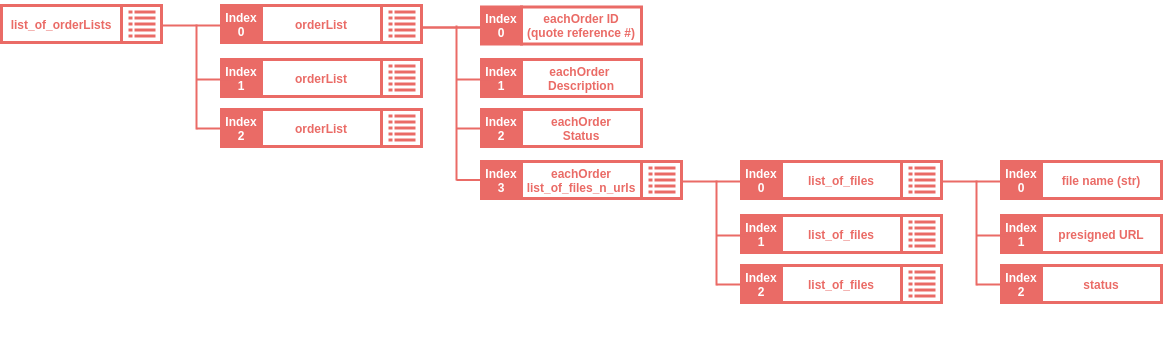 list_of_orderLists
Index
0
orderList
Index
1
orderList
Index
2
orderList
Index
0
eachOrder ID
(quote reference #)
Index
1
eachOrder
Description
Index
2
eachOrder
Status
Index
3
eachOrder
list_of_files_n_urls
Index
0
list_of_files
Index
1
list_of_files
Index
2
list_of_files
Index
0
file name (str)
Index
1
presigned URL
Index
2
status